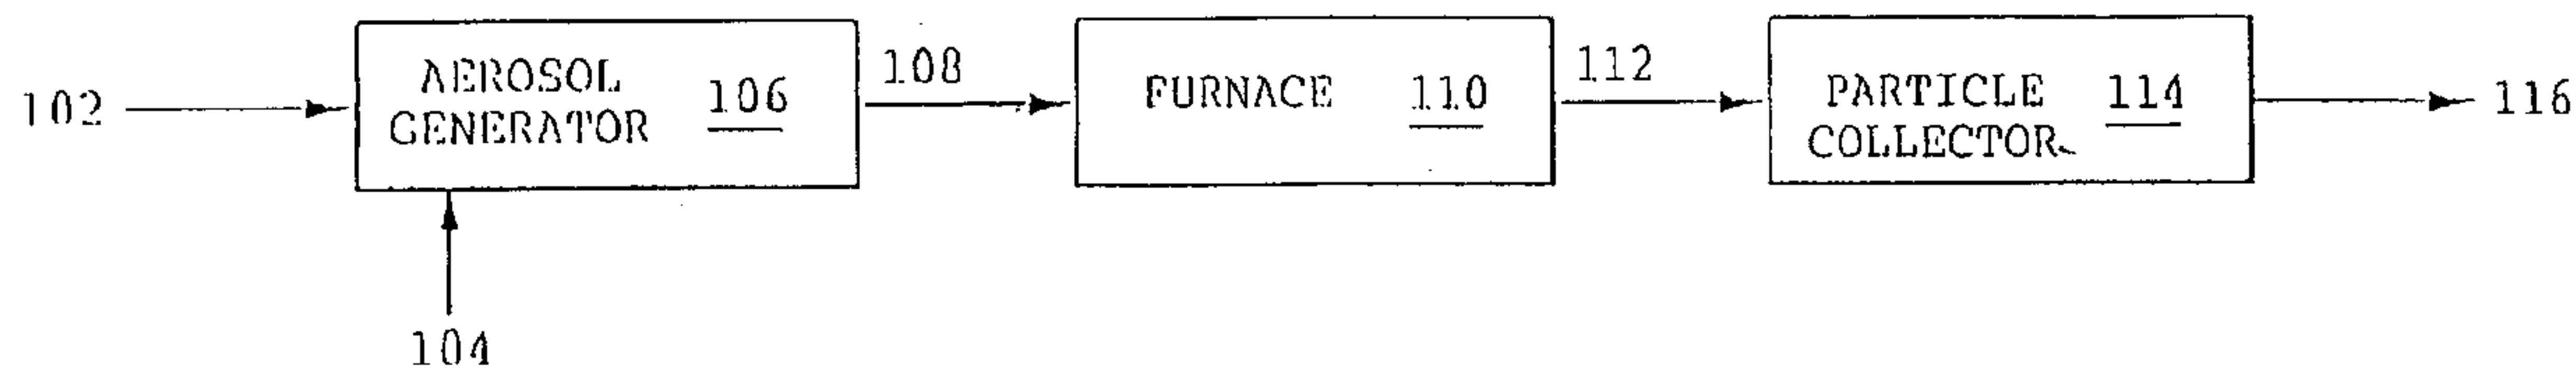 102
AEROSOL
GENERATOR 106
108
FURNACE 110
112
PARTICLE 114
COLLECTOR
116
104